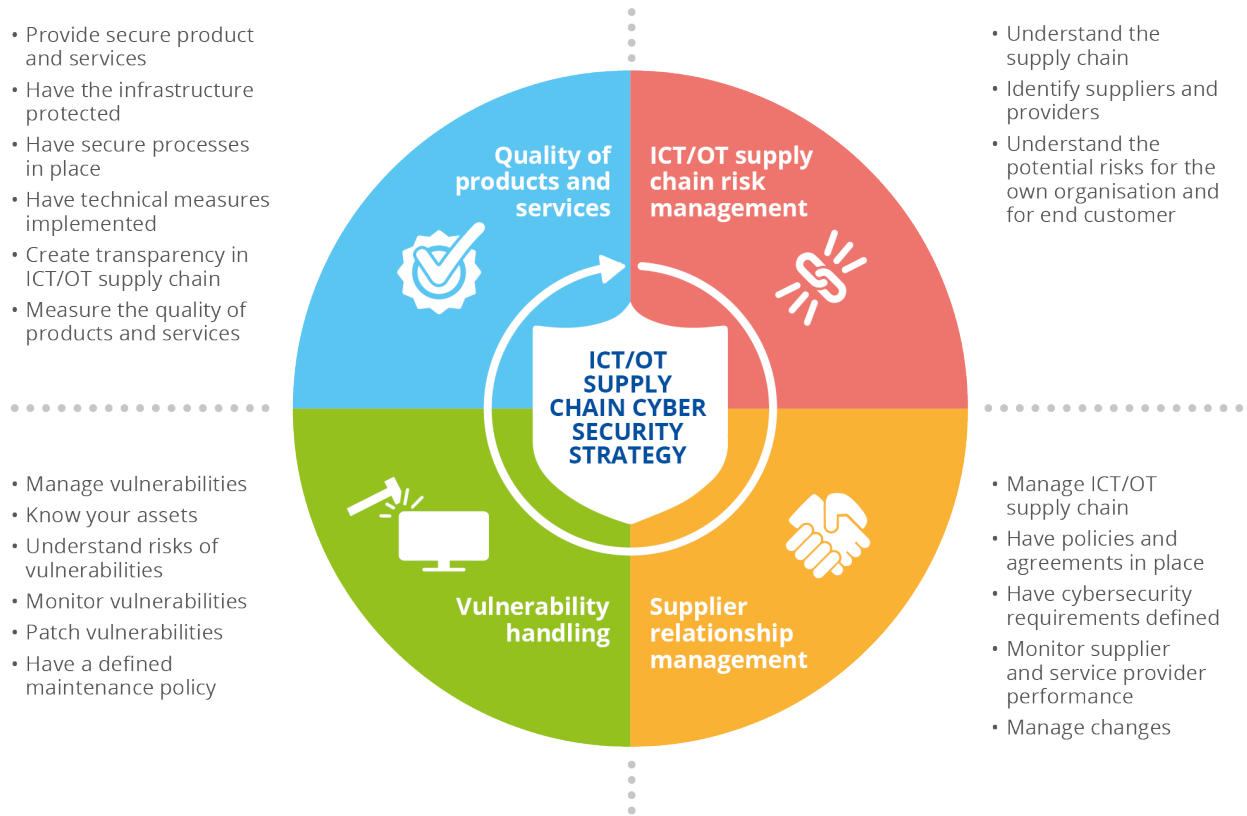 • Provide secure product
and services
• Have the infrastructure
protected
• Have secure processes
in place
• Have technical measures
implemented
• Create transparency in
ICT/OT supply chain
• Measure the quality of
products and services
Quality of
products and
services
ICT/OT supply
chain risk
management
• Understand the
supply chain
• Identify suppliers and
providers
• Understand the
potential risks for the
own organisation and
for end customer
ICT/OT
SUPPLY
CHAIN CYBER
SECURITY
STRATEGY
• Manage vulnerabilities
• Know your assets
• Understand risks of
vulnerabilities
• Monitor vulnerabilities
• Patch vulnerabilities
• Have a defined
maintenance policy
Vulnerability
handling
Supplier
relationship
management
• Manage ICT/OT
supply chain
• Have policies and
agreements in place
• Have cybersecurity
requirements defined
• Monitor supplier
and service provider
performance
• Manage changes